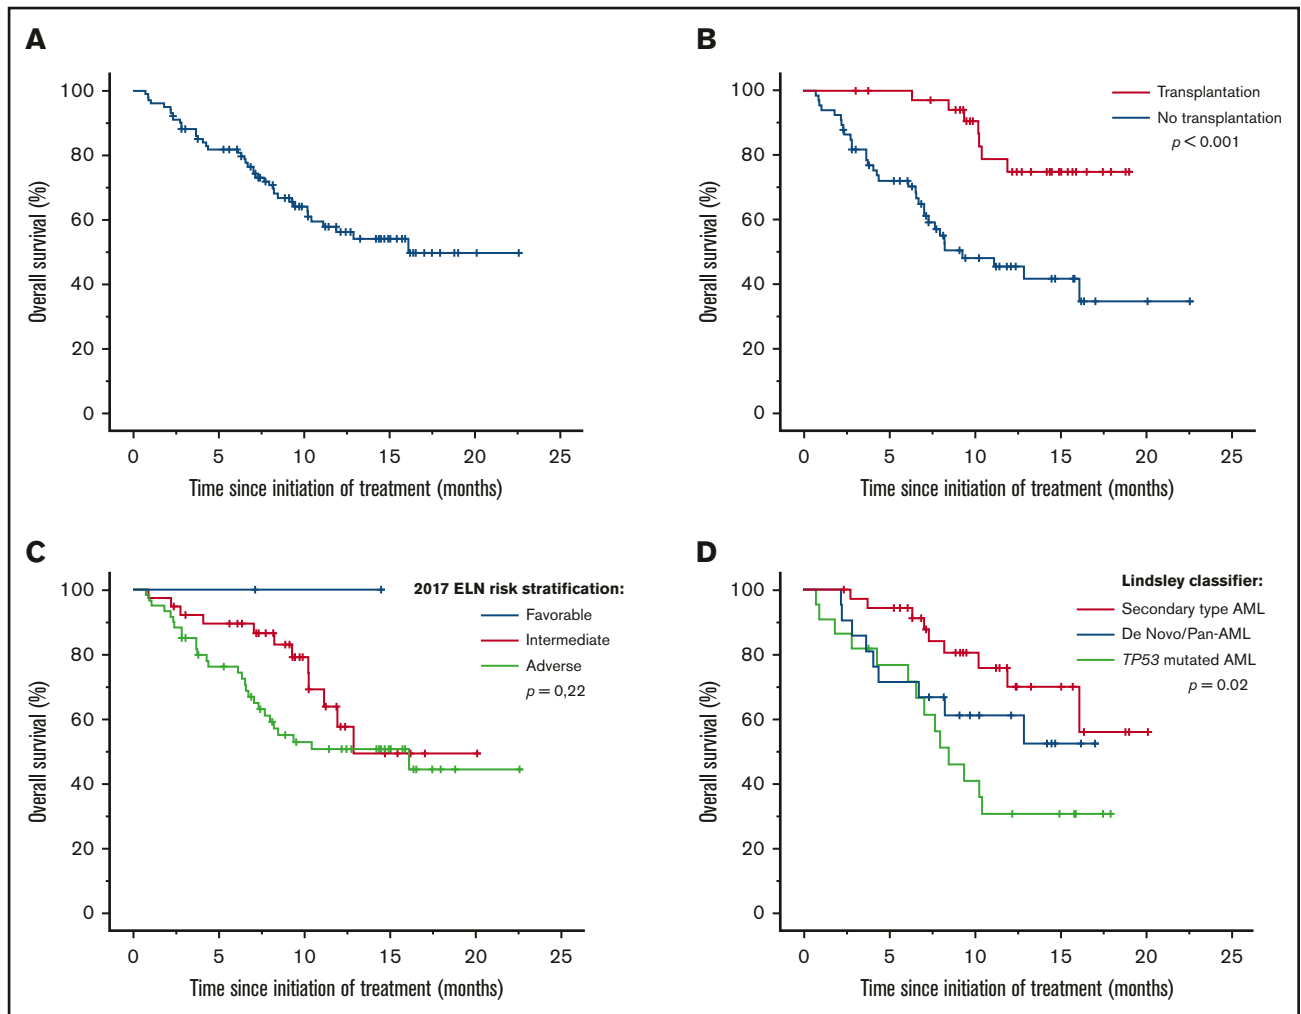 A
Overall survival (%)
100
80
60
40
20
0
0 5 10 15 20 25
Time since initiation of treatment (months)
B
Overall survival (%)
100
80
60
40
20
0
0 5 10 15 20 25
Time since initiation of treatment (months)
Transplantation
No transplantation
p < 0.001
C
Overall survival (%)
100
80
60
40
20
0
0 5 10 15 20 25
Time since initiation of treatment (months)
2017 ELN risk stratification:
Favorable
Intermediate
Adverse
p = 0,22
D
Overall survival (%)
100
80
60
40
20
0
0 5 10 15 20 25
Time since initiation of treatment (months)
Lindsley classifier:
Secondary type AML
De Novo/Pan-AML
TP53 mutated AML
p = 0.02